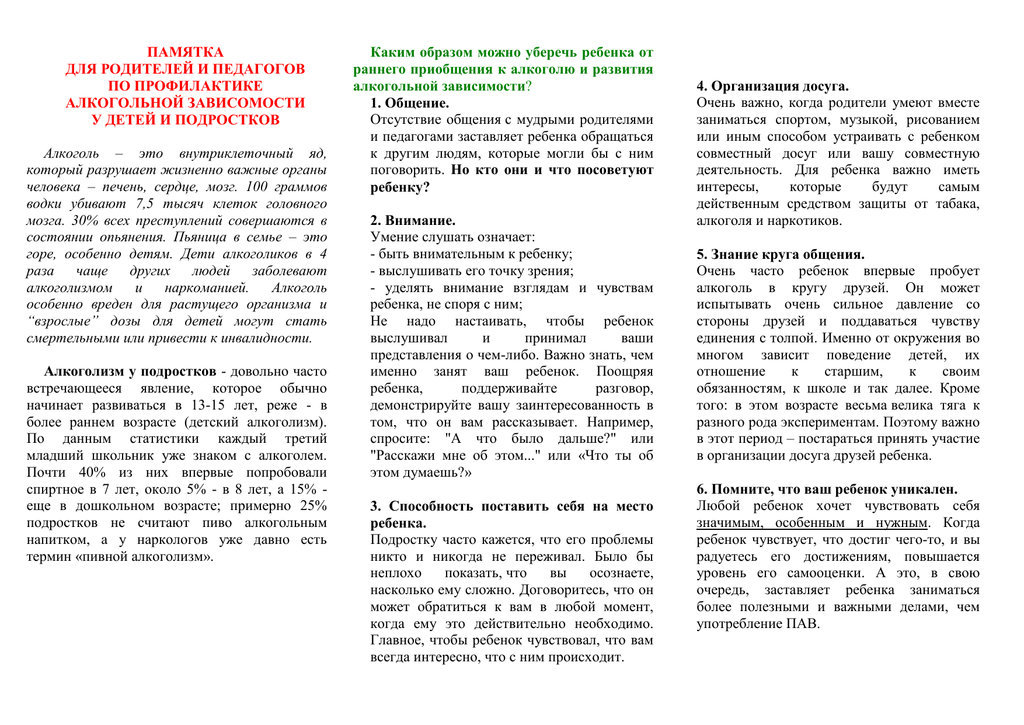 ПАМЯТКА
ДЛЯ РОДИТЕЛЕЙ И ПЕДАГОГОВ
ПО ПРОФИЛАКТИКЕ
АЛКОГОЛЬНОЙ ЗАВИСОМОСТИ
У ДЕТЕЙ И ПОДРОСТКОВ
Алкоголь – это внутриклеточный яд,
который разрушает жизненно важные органы
человека – печень, сердце, мозг. 100 граммов
водки убивают 7,5 тысяч клеток головного
мозга. 30% всех преступлений совершаются в
состоянии опьянения. Пьяница в семье – это
горе, особенно детям. Дети алкоголиков в 4
раза чаще других людей заболевают
алкоголизмом и наркоманией. Алкоголь
особенно вреден для растущего организма и
“взрослые” дозы для детей могут стать
смертельными или привести к инвалидности.
Алкоголизм у подростков - довольно часто
встречающееся явление, которое обычно
начинает развиваться в 13-15 лет, реже - в
более раннем возрасте (детский алкоголизм).
По данным статистики каждый третий
младший школьник уже знаком с алкоголем.
Почти 40% из них впервые попробовали
спиртное в 7 лет, около 5% - в 8 лет, а 15% -
еще в дошкольном возрасте; примерно 25%
подростков не считают пиво алкогольным
напитком, а у наркологов уже давно есть
термин «пивной алкоголизм».
Каким образом можно уберечь ребенка от
раннего приобщения к алкоголю и развития
алкогольной зависимости?
1. Общение.
Отсутствие общения с мудрыми родителями
и педагогами заставляет ребенка обращаться
к другим людям, которые могли бы с ним
поговорить. Но кто они и что посоветуют
ребенку?
2. Внимание.
Умение слушать означает:
- быть внимательным к ребенку;
- выслушивать его точку зрения;
- уделять внимание взглядам и чувствам
ребенка, не споря с ним;
Не надо настаивать, чтобы ребенок
выслушивал и принимал ваши
представления о чем-либо. Важно знать, чем
именно занят ваш ребенок. Поощряя
ребенка, поддерживайте разговор,
демонстрируйте вашу заинтересованность в
том, что он вам рассказывает. Например,
спросите: "А что было дальше?" или
"Расскажи мне об этом..." или «Что ты об
этом думаешь?»
3. Способность поставить себя на место
ребенка.
Подростку часто кажется, что его проблемы
никто и никогда не переживал. Было бы
неплохо показать, что вы осознаете,
насколько ему сложно. Договоритесь, что он
может обратиться к вам в любой момент,
когда ему это действительно необходимо.
Главное, чтобы ребенок чувствовал, что вам
всегда интересно, что с ним происходит.
4. Организация досуга.
Очень важно, когда родители умеют вместе
заниматься спортом, музыкой, рисованием
или иным способом устраивать с ребенком
совместный досуг или вашу совместную
деятельность. Для ребенка важно иметь
интересы, которые будут самым
действенным средством защиты от табака,
алкоголя и наркотиков.
5. Знание круга общения.
Очень часто ребенок впервые пробует
алкоголь в кругу друзей. Он может
испытывать очень сильное давление со
стороны друзей и поддаваться чувству
единения с толпой. Именно от окружения во
многом зависит поведение детей, их
отношение к старшим, к своим
обязанностям, к школе и так далее. Кроме
того: в этом возрасте весьма велика тяга к
разного рода экспериментам. Поэтому важно
в этот период – постараться принять участие
в организации досуга друзей ребенка.
6. Помните, что ваш ребенок уникален.
Любой ребенок хочет чувствовать себя
значимым, особенным и нужным. Когда
ребенок чувствует, что достиг чего-то, и вы
радуетесь его достижениям, повышается
уровень его самооценки. А это, в свою
очередь, заставляет ребенка заниматься
более полезными и важными делами, чем
употребление ПАВ.